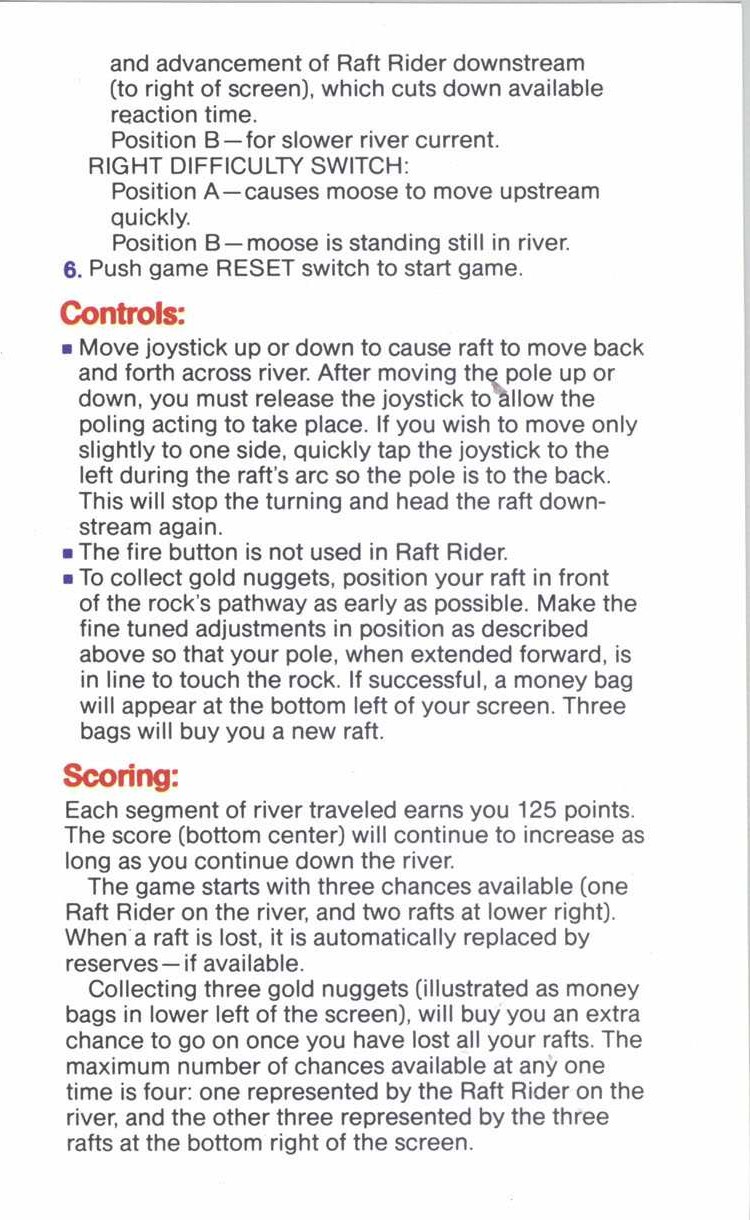 and advancement of Raft Rider downstream
(to right of screen), which cuts down available
reaction time.
Position B—for slower river current.
RIGHT DIFFICULTY SWITCH:
Position A—causes moose to move upstream
quickly.
Position B—moose is standing still in river.
6. Push game RESET switch to start game.
Controls:
▪ Move joystick up or down to cause raft to move back
and forth across river. After moving the pole up or
down, you must release the joystick to allow the
poling acting to take place. If you wish to move only
slightly to one side, quickly tap the joystick to the
left during the raft's arc so the pole is to the back.
This will stop the turning and head the raft down-
stream again.
▪ The fire button is not used in Raft Rider.
▪ To collect gold nuggets, position your raft in front
of the rock's pathway as early as possible. Make the
fine tuned adjustments in position as described
above so that your pole, when extended forward, is
in line to touch the rock. If successful, a money bag
will appear at the bottom left of your screen. Three
bags will buy you a new raft.
Scoring:
Each segment of river traveled earns you 125 points.
The score (bottom center) will continue to increase as
long as you continue down the river.
The game starts with three chances available (one
Raft Rider on the river, and two rafts at lower right).
When a raft is lost, it is automatically replaced by
reserves—if available.
Collecting three gold nuggets (illustrated as money
bags in lower left of the screen), will buy you an extra
chance to go on once you have lost all your rafts. The
maximum number of chances available at any one
time is four: one represented by the Raft Rider on the
river, and the other three represented by the three
rafts at the bottom right of the screen.